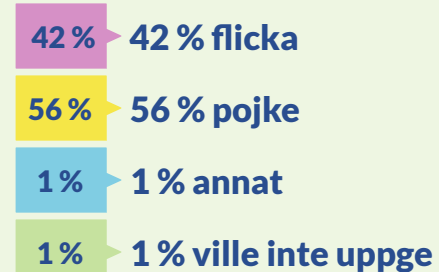 42 % 42 % flicka
56 % 56 % pojke
1 % 1 % annat
1 % 1 % ville inte uppge